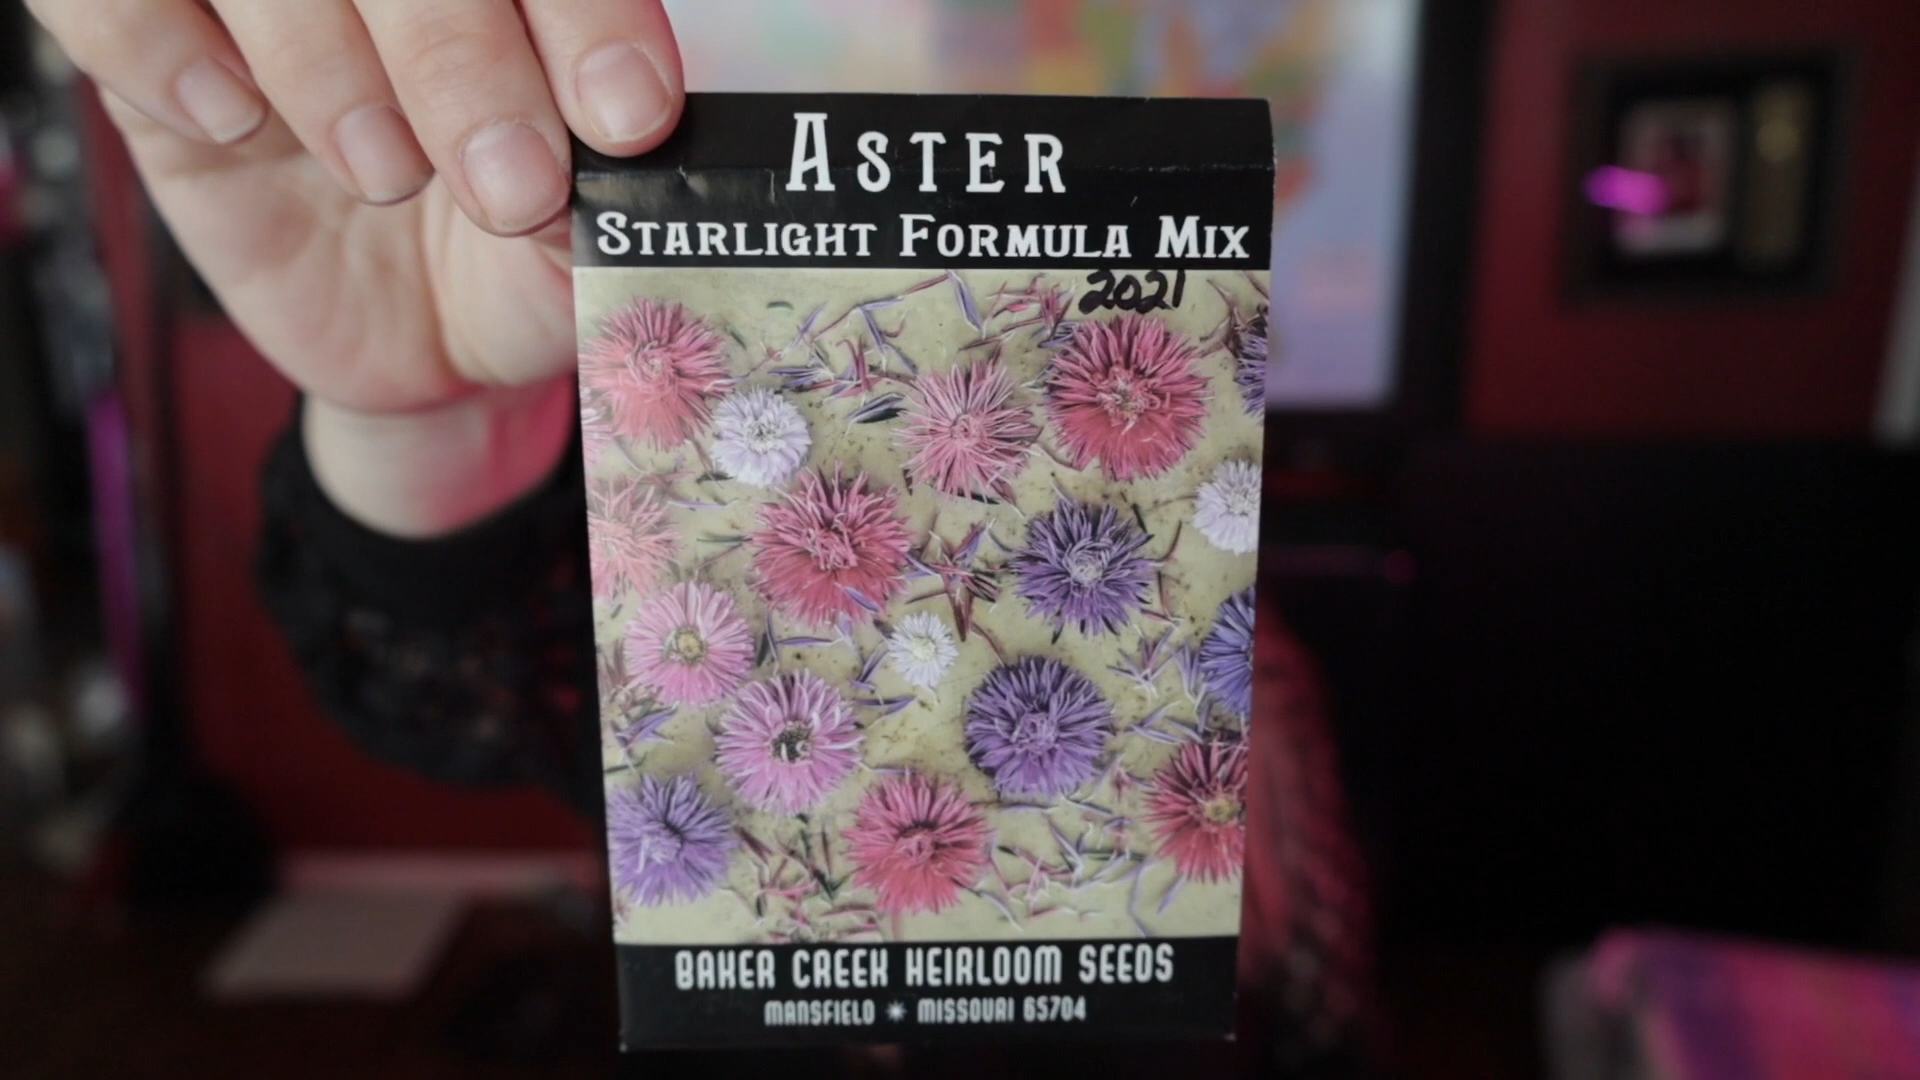 ASTER
STARLIGHT FORMULA MIX
2021
BAKER CREEK HEIRLOOM SEEDS
MANSFIELD * MISSOURI 65704